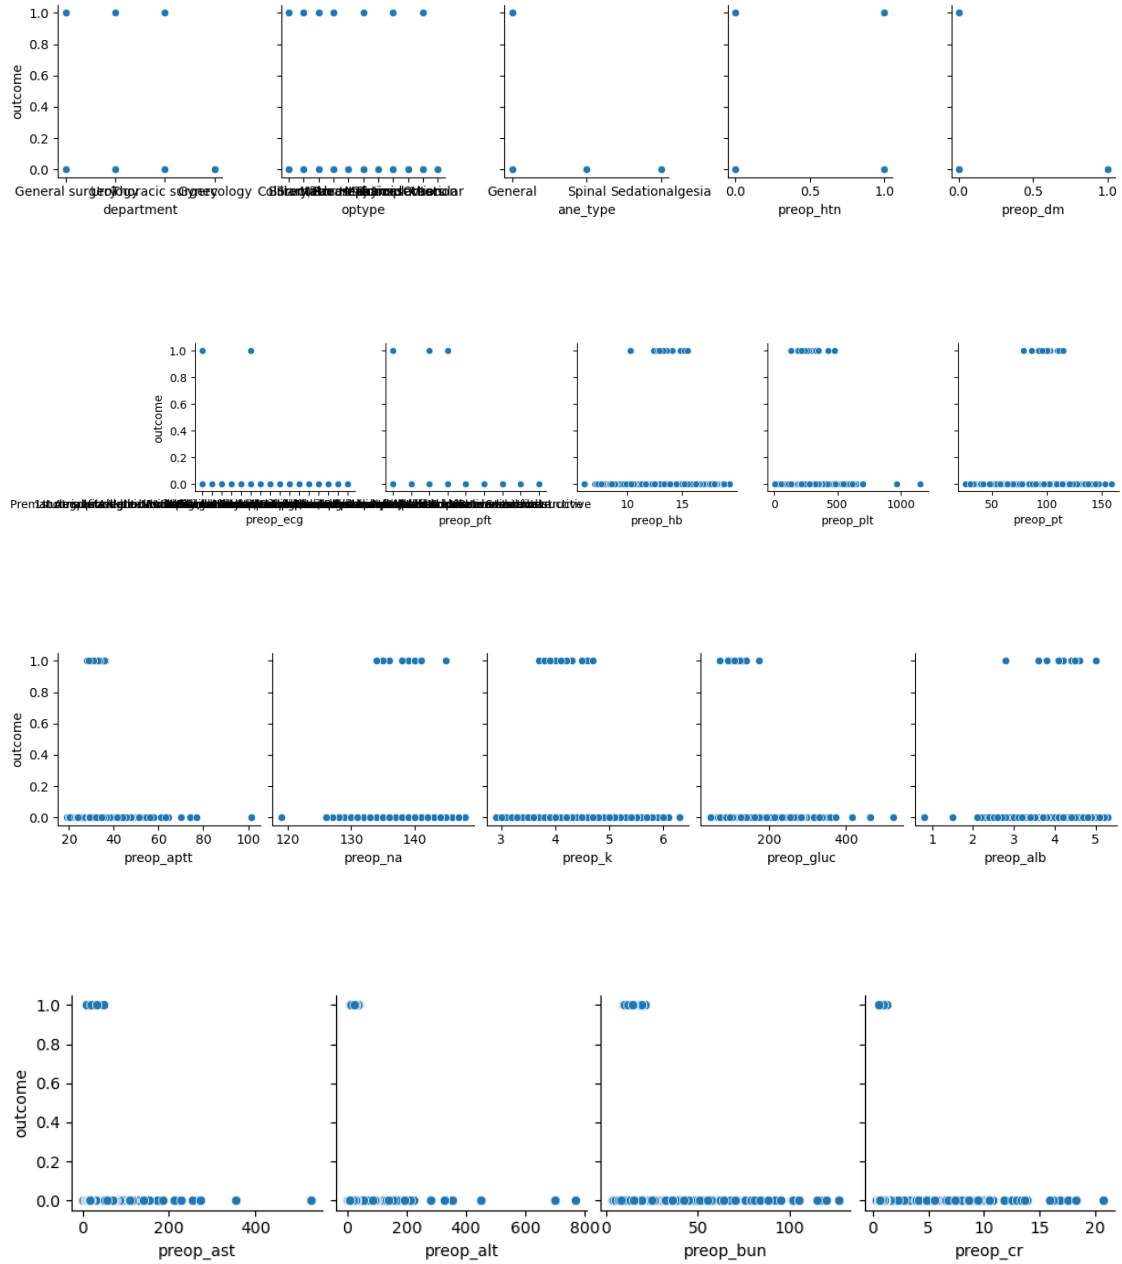 1.0
0.8
0.6
0.4
0.2
0.0
outcome
General surgery Urology Thoracic surgery Gynecology
department
optype
General Spinal Sedationalgesia
ane_type
0.0 0.5 1.0
preop_htn
0.0 0.5 1.0
preop_dm
1.0
0.8
0.6
0.4
0.2
0.0
outcome
preop_ecg
preop_pft
10 15
preop_hb
0 500 1000
preop_plt
50 100 150
preop_pt
1.0
0.8
0.6
0.4
0.2
0.0
outcome
20 40 60 80 100
preop_aptt
120 130 140
preop_na
3 4 5 6
preop_k
200 400
preop_gluc
1 2 3 4 5
preop_alb
1.0
0.8
0.6
0.4
0.2
0.0
outcome
0 200 400
preop_ast
0 200 400 600 800
preop_alt
0 50 100
preop_bun
0 5 10 15 20
preop_cr